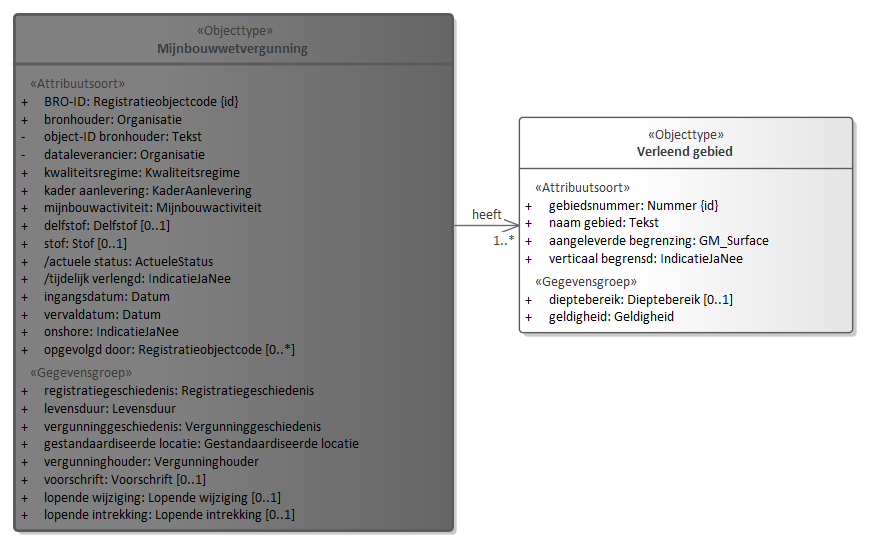 «Objecttype»
Mijnbouwwetvergunning
«Attribuutsoort»
+ BRO-ID: Registratieobjectcode {id}
+ bronhouder: Organisatie
- object-ID bronhouder: Tekst
- dataleverancier: Organisatie
+ kwaliteitsregime: Kwaliteitsregime
+ kader aanlevering: KaderAanlevering
+ mijnbouwactiviteit: Mijnbouwactiviteit
+ delfstof: Delfstof [0..1]
+ stof: Stof [0..1]
+ /actuele status: ActueleStatus
+ /tijdelijk verlengd: IndicatieJaNee
+ ingangsdatum: Datum
+ vervaldatum: Datum
+ onshore: IndicatieJaNee
+ opgevolgd door: Registratieobjectcode [0..*]
«Gegevensgroep»
+ registratiegeschiedenis: Registratiegeschiedenis
+ levensduur: Levensduur
+ vergunninggeschiedenis: Vergunninggeschiedenis
+ gestandaardiseerde locatie: Gestandaardiseerde locatie
+ vergunninghouder: Vergunninghouder
+ voorschrift: Voorschrift [0..1]
+ lopende wijziging: Lopende wijziging [0..1]
+ lopende intrekking: Lopende intrekking [0..1]
heeft
1..*
«Objecttype»
Verleend gebied
«Attribuutsoort»
+ gebiedsnummer: Nummer {id}
+ naam gebied: Tekst
+ aangeleverde begrenzing: GM_Surface
+ verticaal begrensd: IndicatieJaNee
«Gegevensgroep»
+ dieptebereik: Dieptebereik [0..1]
+ geldigheid: Geldigheid